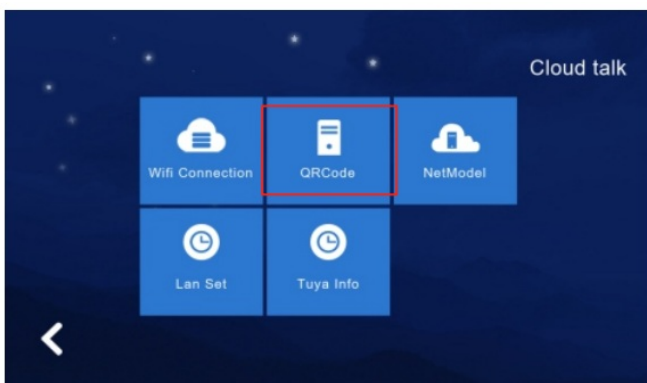 Cloud talk
Wifi Connection
QRCode
NetModel
Lan Set
Tuya Info